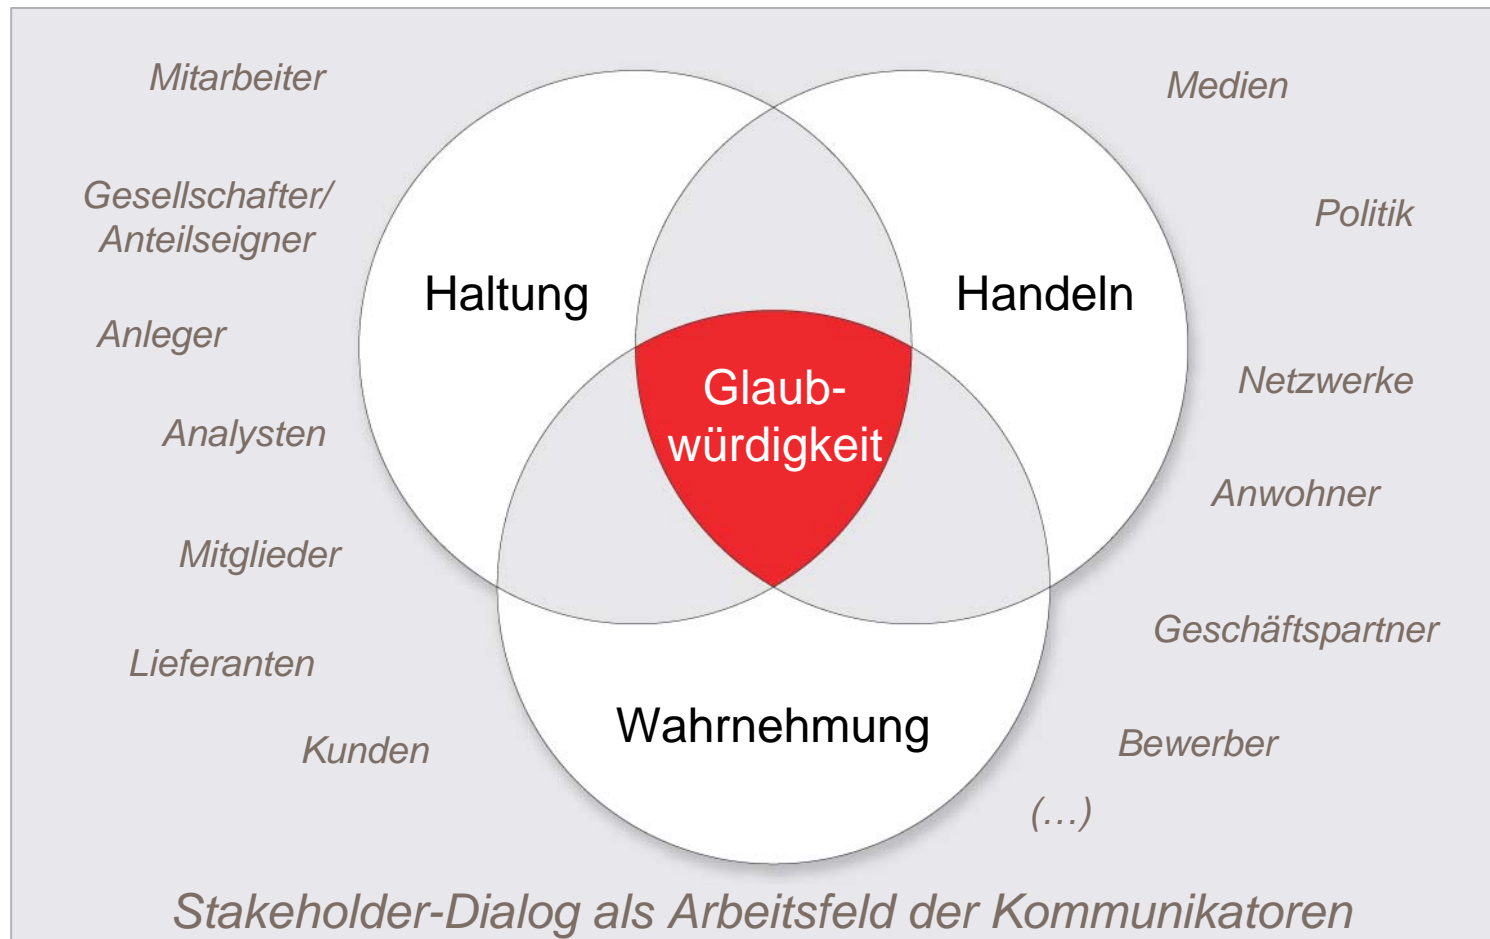 Mitarbeiter
Gesellschafter/
Anteilseigner
Anleger
Analysten
Mitglieder
Lieferanten
Kunden
Haltung
Handeln
Glaub-
würdigkeit
Wahrnehmung
Medien
Politik
Netzwerke
Anwohner
Geschäftspartner
Bewerber
(…)
Stakeholder-Dialog als Arbeitsfeld der Kommunikatoren